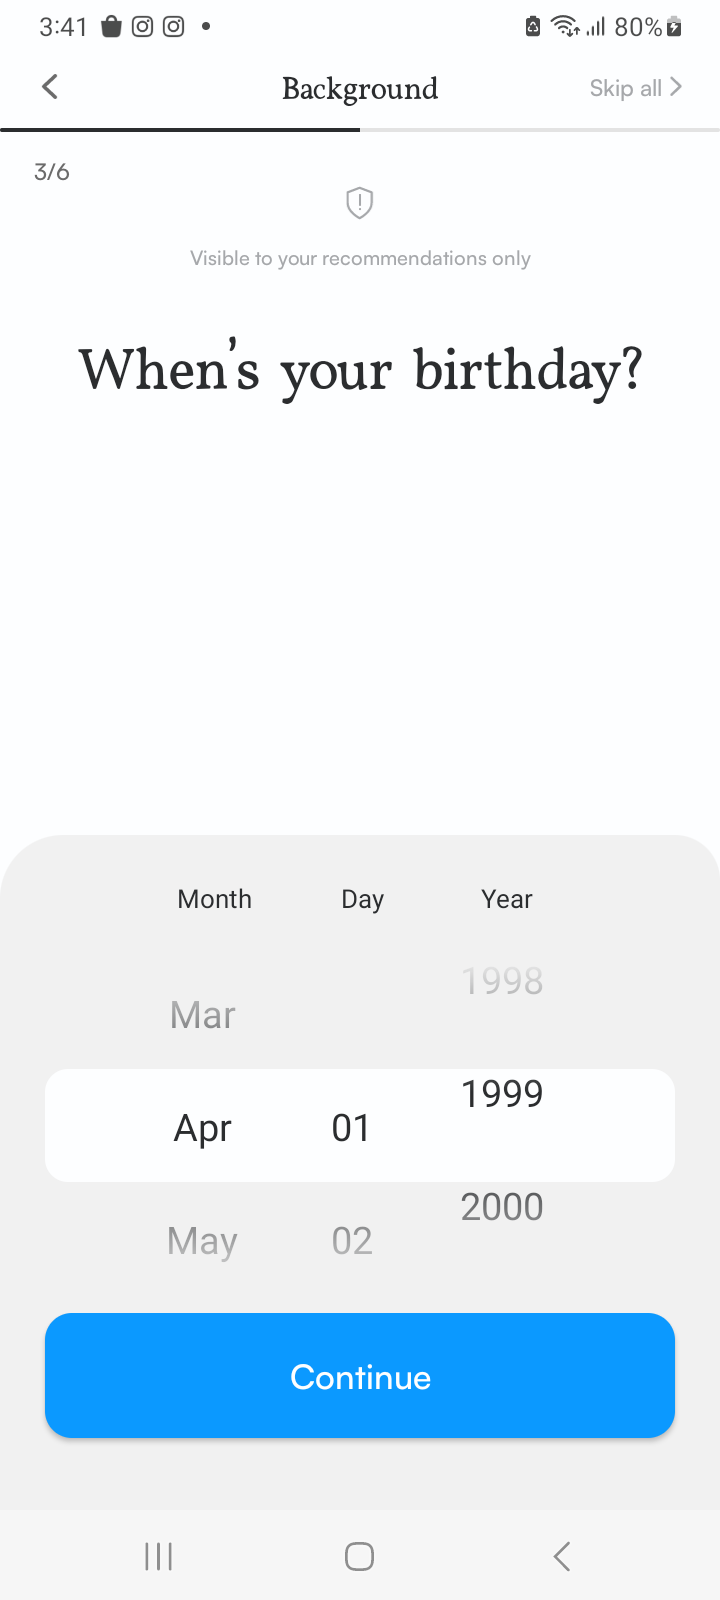 3:41 80%
Background Skip all
3/6
Visible to your recommendations only
When's your birthday?
Month Day Year
1998
Mar
1999
Apr 01
2000
May 02
Continue